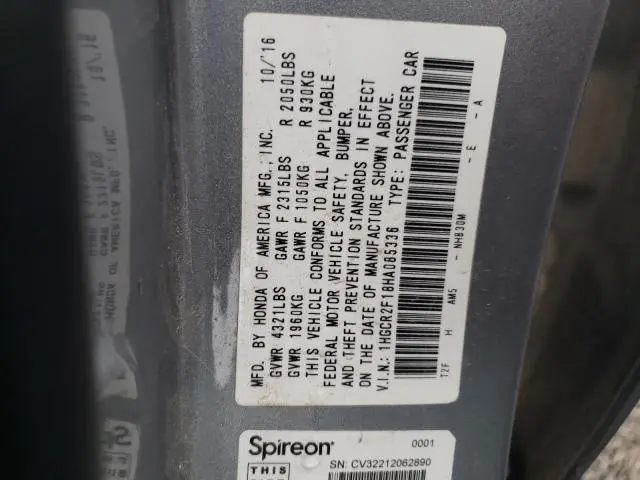 MFD. BY HONDA OF AMERICA MFG., INC. 10/'16
GVWR 4321LBS GAWR F 2315LBS R 2050LBS
GVWR 1960KG GAWR F 1050KG R 930KG
THIS VEHICLE CONFORMS TO ALL APPLICABLE
FEDERAL MOTOR VEHICLE SAFETY, BUMPER,
AND THEFT PREVENTION STANDARDS IN EFFECT
ON THE DATE OF MANUFACTURE SHOWN ABOVE.
V.I.N.: 1HGCR2F18HA085336 TYPE: PASSENGER CAR
T2F H AM5 - NH830M - E - A
Spireon 0001
THIS SN: CV32212062890